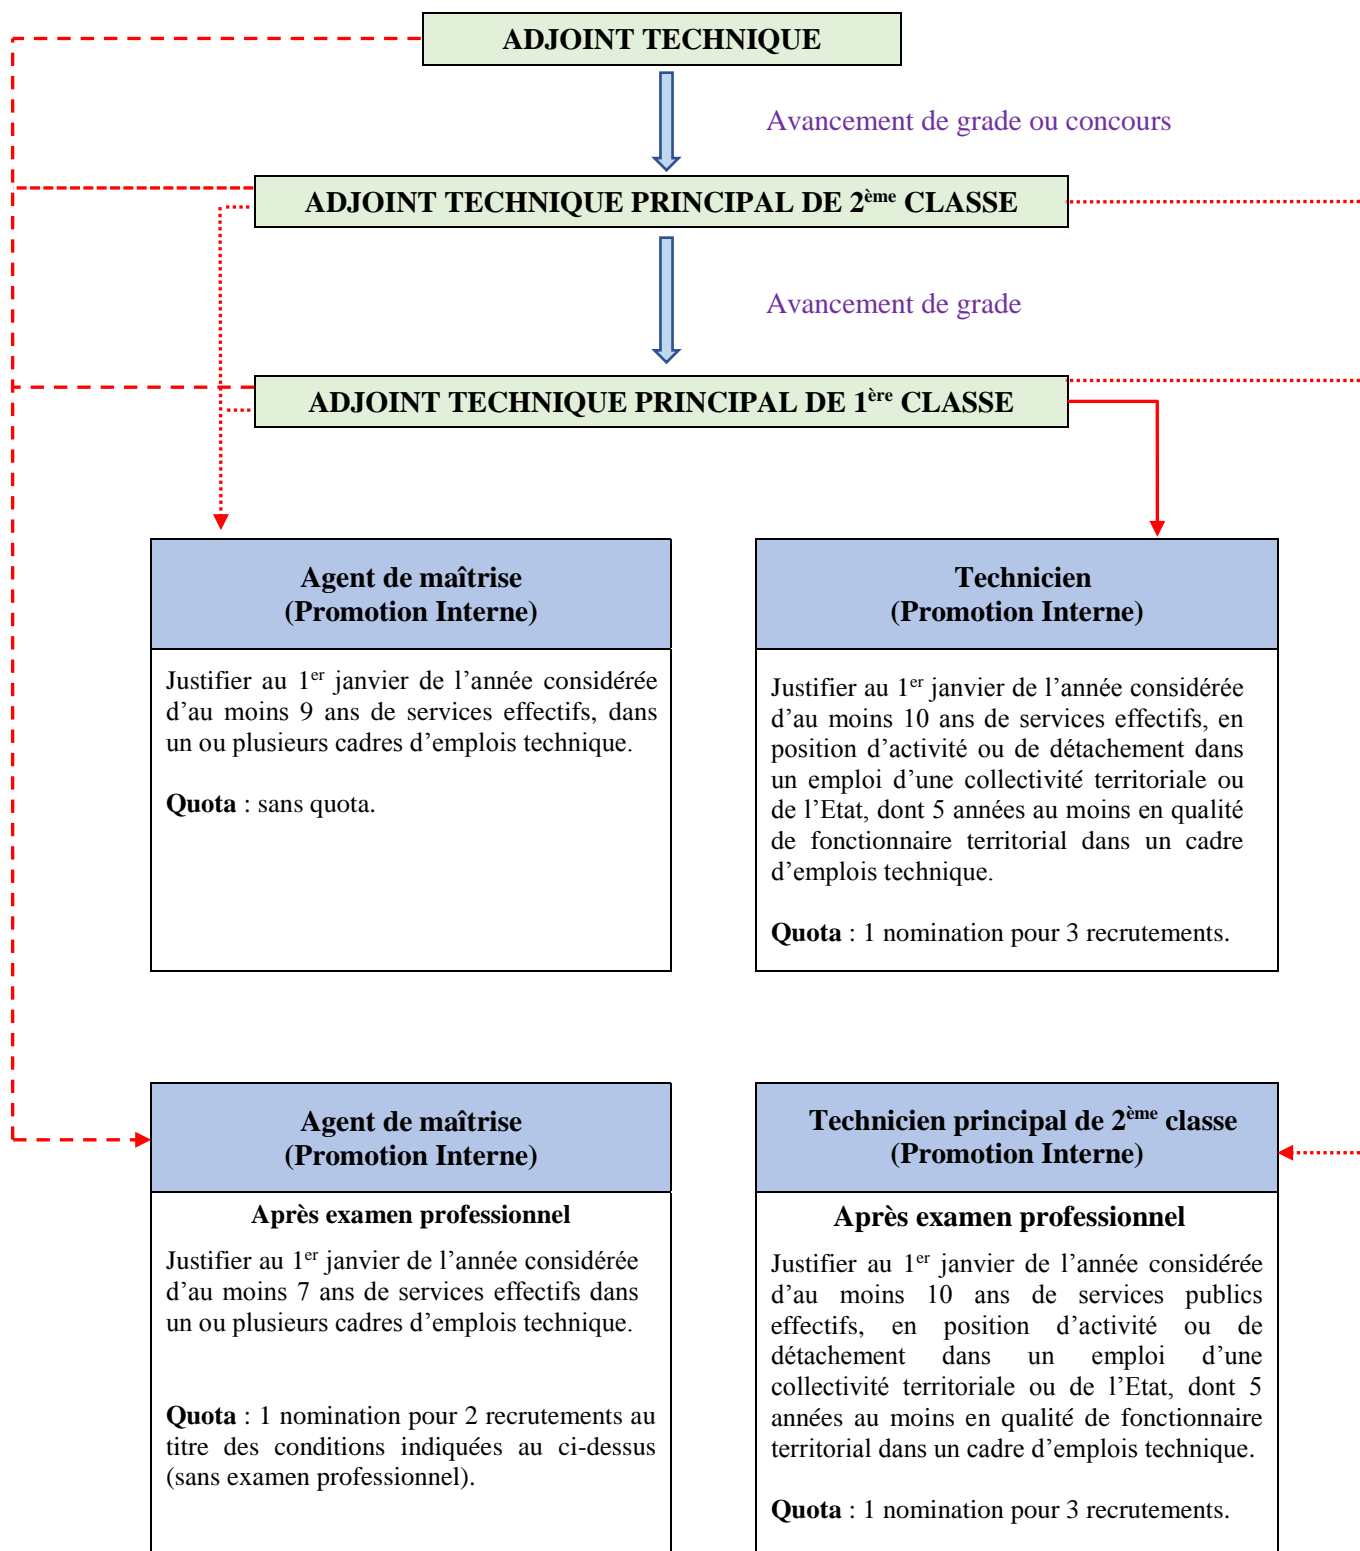 ADJOINT TECHNIQUE
Avancement de grade ou concours
ADJOINT TECHNIQUE PRINCIPAL DE 2ème CLASSE
Avancement de grade
ADJOINT TECHNIQUE PRINCIPAL DE 1ère CLASSE
Agent de maîtrise
(Promotion Interne)
Justifier au 1er janvier de l’année considérée
d’au moins 9 ans de services effectifs, dans
un ou plusieurs cadres d’emplois technique.
Quota : sans quota.
Technicien
(Promotion Interne)
Justifier au 1er janvier de l’année considérée
d’au moins 10 ans de services effectifs, en
position d’activité ou de détachement dans
un emploi d’une collectivité territoriale ou
de l’Etat, dont 5 années au moins en qualité
de fonctionnaire territorial dans un cadre
d’emplois technique.
Quota : 1 nomination pour 3 recrutements.
Agent de maîtrise
(Promotion Interne)
Après examen professionnel
Justifier au 1er janvier de l’année considérée
d’au moins 7 ans de services effectifs dans
un ou plusieurs cadres d’emplois technique.
Quota : 1 nomination pour 2 recrutements au
titre des conditions indiquées au ci-dessus
(sans examen professionnel).
Technicien principal de 2ème classe
(Promotion Interne)
Après examen professionnel
Justifier au 1er janvier de l’année considérée
d’au moins 10 ans de services publics
effectifs, en position d’activité ou de
détachement dans un emploi d’une
collectivité territoriale ou de l’Etat, dont 5
années au moins en qualité de fonctionnaire
territorial dans un cadre d’emplois technique.
Quota : 1 nomination pour 3 recrutements.